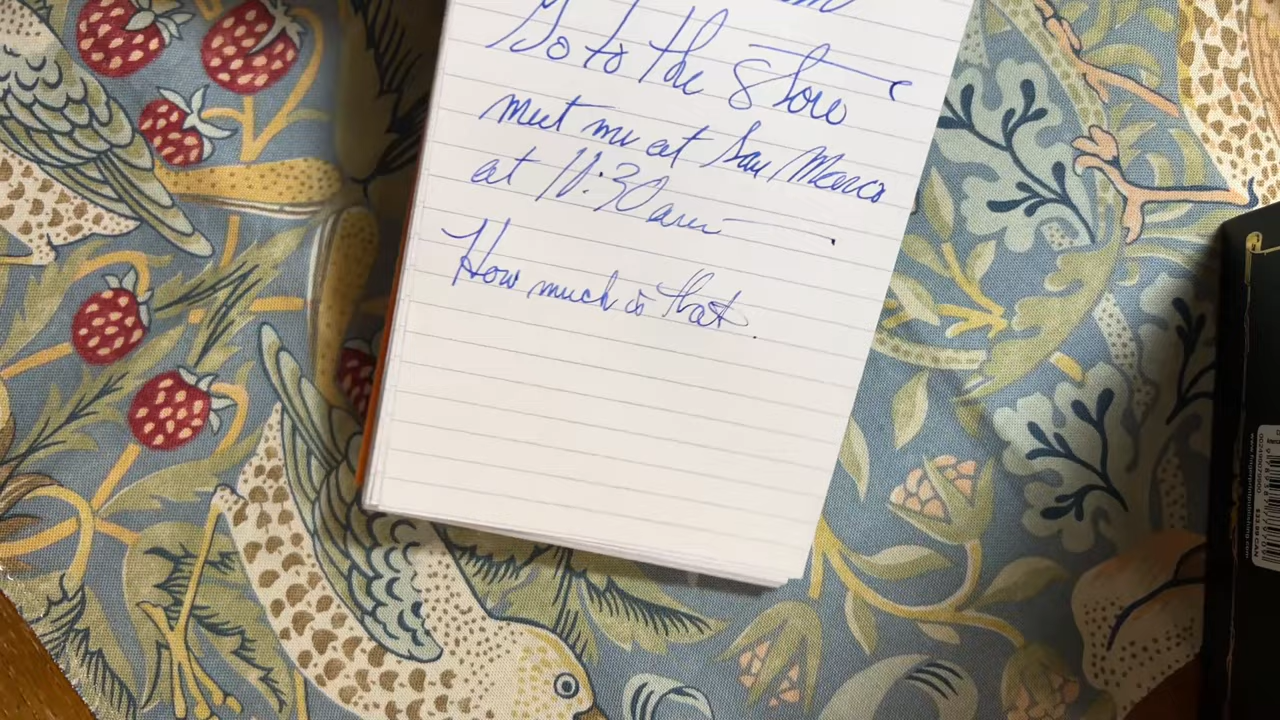 Go to the store
meet me at San Marco
at 11:30 am
How much is that